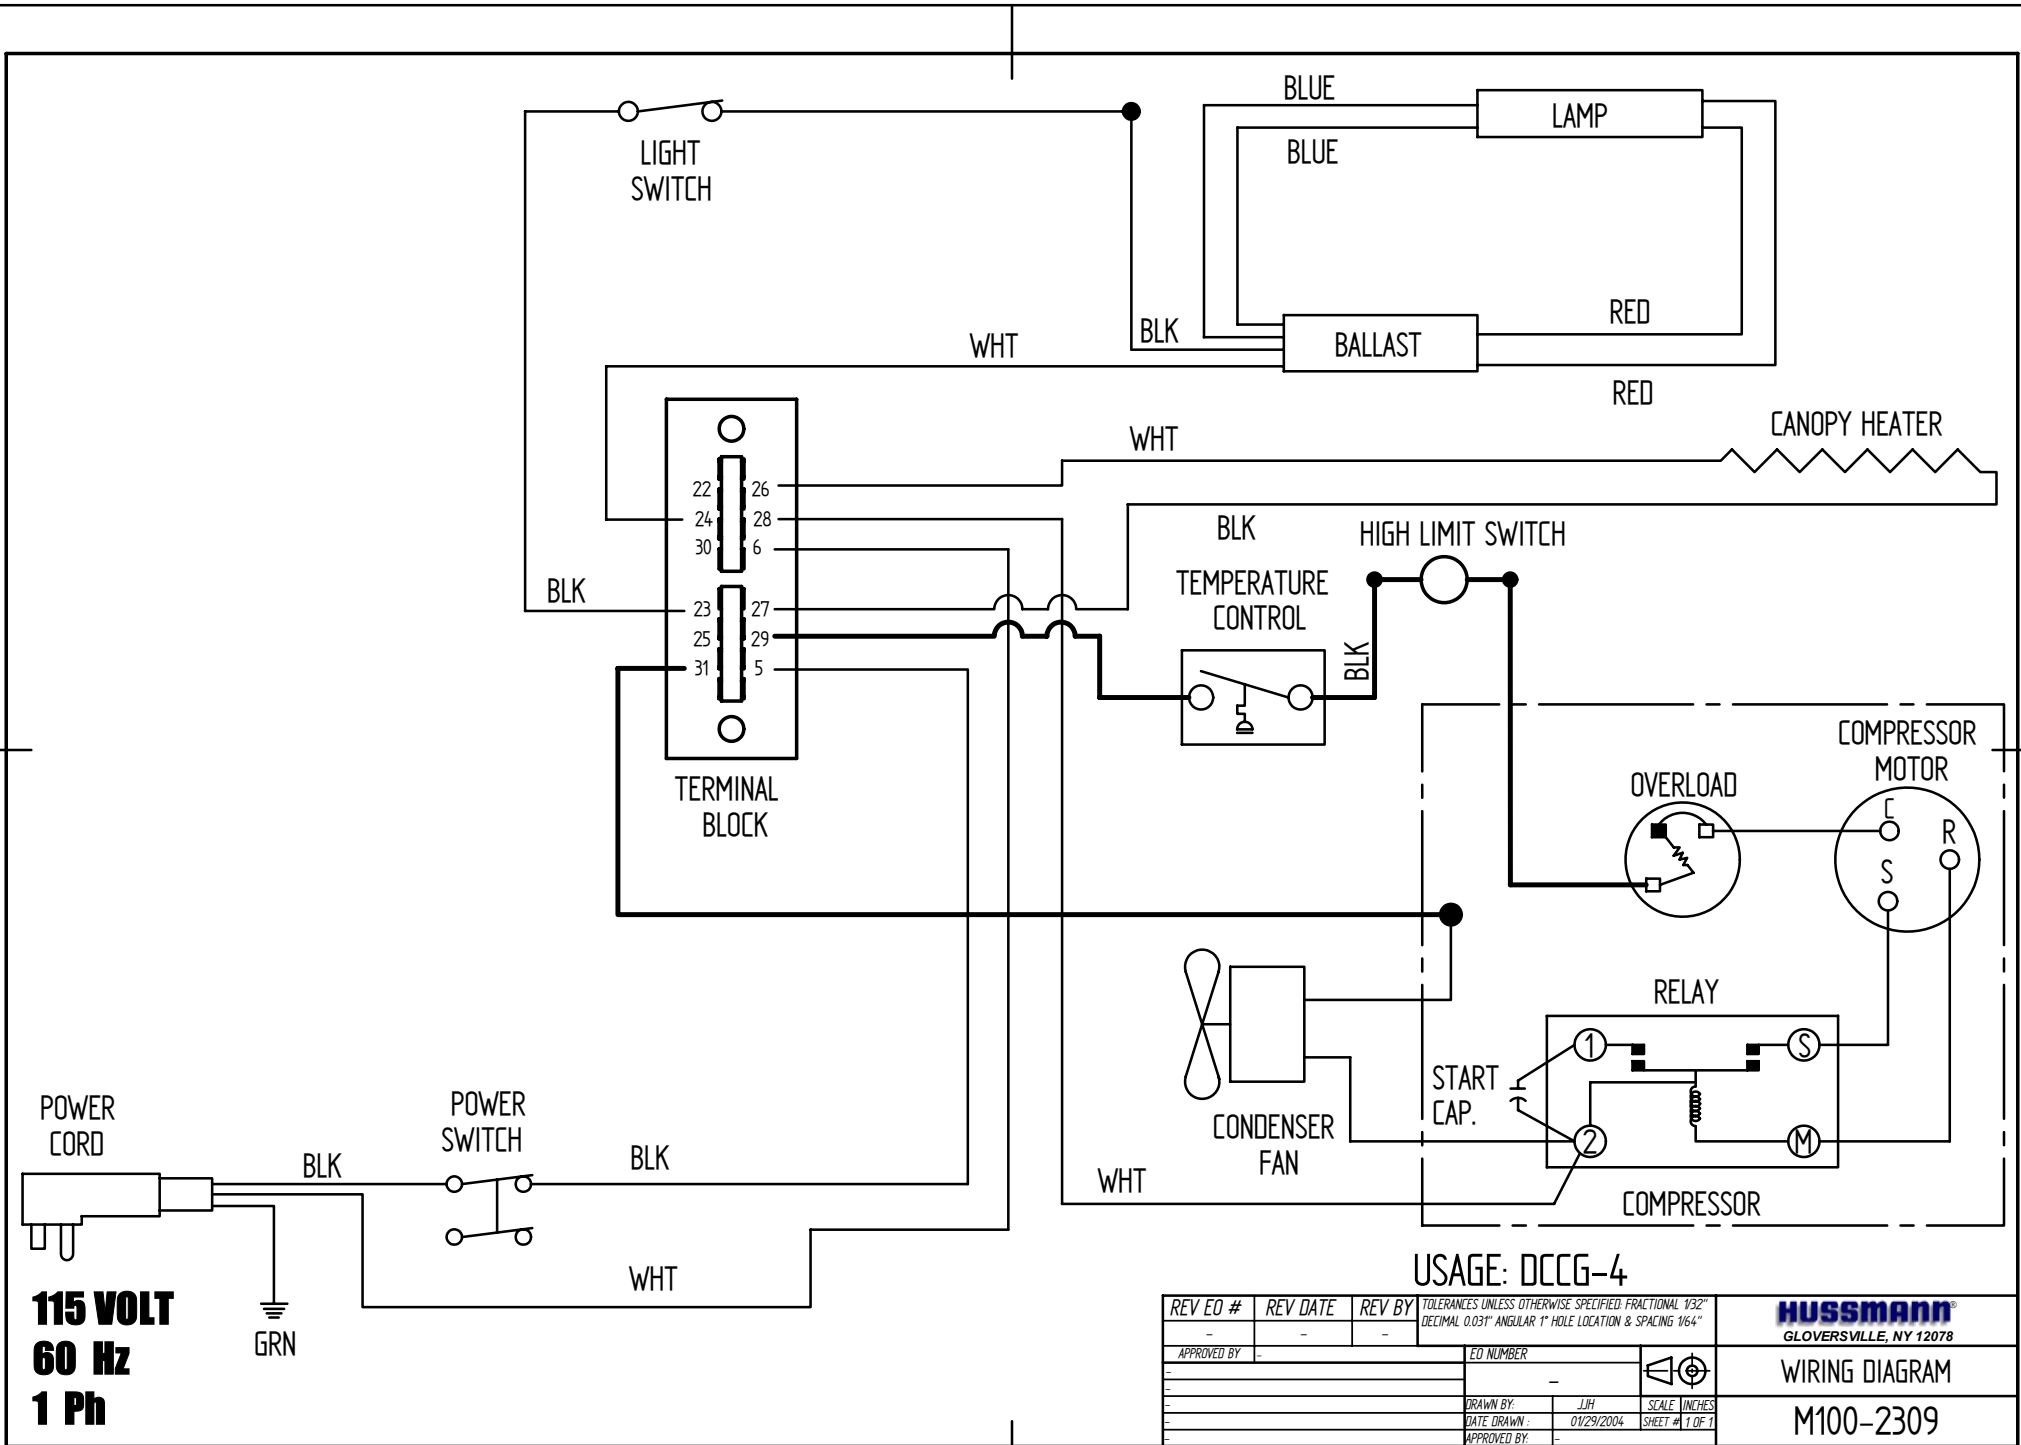 BLUE
LAMP
BLUE
LIGHT
SWITCH
RED
BLK
BALLAST
WHT
RED
CANOPY HEATER
WHT
22 26
24 28
30 6
BLK
HIGH LIMIT SWITCH
TEMPERATURE
CONTROL
BLK
23 27
25 29
31 5
BLK
TERMINAL
BLOCK
COMPRESSOR
MOTOR
OVERLOAD
C
R
S
RELAY
1
S
START
CAP.
2
M
CONDENSER
FAN
WHT
COMPRESSOR
POWER
CORD
BLK
POWER
SWITCH
BLK
WHT
GRN
115 VOLT
60 Hz
1 Ph
USAGE: DCCG-4
REV EO # REV DATE REV BY
- - -
APPROVED BY -
-
-
-
-
-
TOLERANCES UNLESS OTHERWISE SPECIFIED: FRACTIONAL 1/32"
DECIMAL 0.031" ANGULAR 1° HOLE LOCATION & SPACING 1/64"
EO NUMBER
-
DRAWN BY: JJH SCALE INCHES
DATE DRAWN : 01/29/2004 SHEET # 1 OF 1
APPROVED BY: -
HUSSMANN®
GLOVERSVILLE, NY 12078
WIRING DIAGRAM
M100-2309